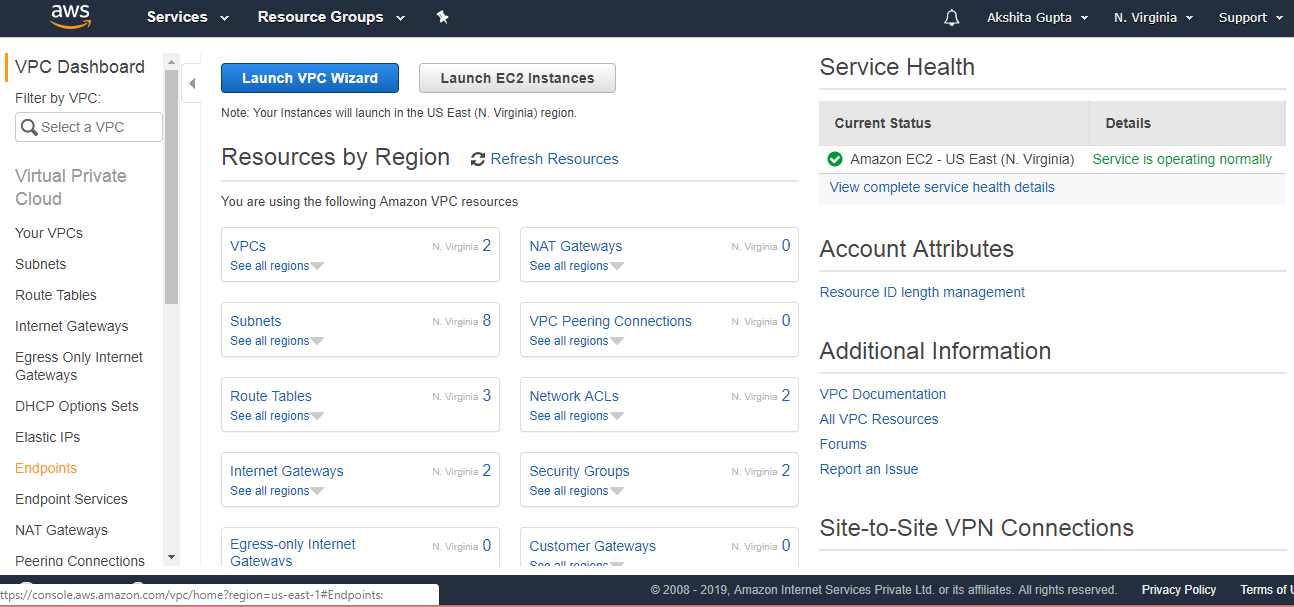 aws
Services
Resource Groups
Akshita Gupta
N. Virginia
Support
VPC Dashboard
Filter by VPC:
Select a VPC
Virtual Private
Cloud
Your VPCs
Subnets
Route Tables
Internet Gateways
Egress Only Internet
Gateways
DHCP Options Sets
Elastic IPs
Endpoints
Endpoint Services
NAT Gateways
Peering Connections
Launch VPC Wizard
Launch EC2 Instances
Note: Your Instances will launch in the US East (N. Virginia) region.
Resources by Region
Refresh Resources
You are using the following Amazon VPC resources
VPCs N. Virginia 2
See all regions
NAT Gateways N. Virginia 0
See all regions
Subnets N. Virginia 8
See all regions
VPC Peering Connections N. Virginia 0
See all regions
Route Tables N. Virginia 3
See all regions
Network ACLs N. Virginia 2
See all regions
Internet Gateways N. Virginia 2
See all regions
Security Groups N. Virginia 2
See all regions
Egress-only Internet N. Virginia 0
Gateways
Customer Gateways N. Virginia 0
See all regions
Service Health
Current Status Details
Amazon EC2 - US East (N. Virginia) Service is operating normally
View complete service health details
Account Attributes
Resource ID length management
Additional Information
VPC Documentation
All VPC Resources
Forums
Report an Issue
Site-to-Site VPN Connections
ttps://console.aws.amazon.com/vpc/home?region=us-east-1#Endpoints:
© 2008 - 2019, Amazon Internet Services Private Ltd. or its affiliates. All rights reserved.
Privacy Policy
Terms of U